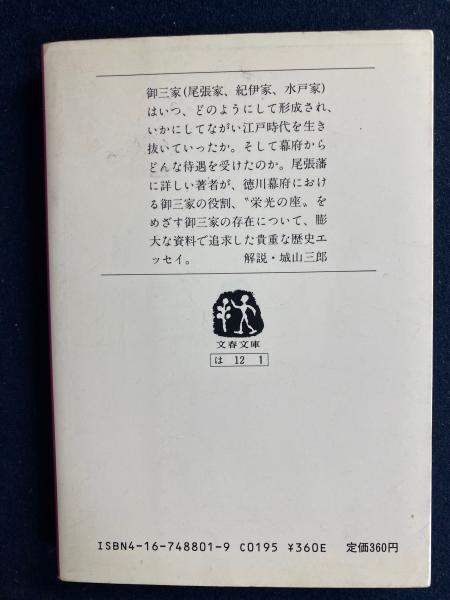 御三家(尾張家、紀伊家、水戸家)
はいつ、どのようにして形成され、
いかにしてながい江戸時代を生き
抜いていったか。そして幕府から
どんな待遇を受けたのか。尾張藩
に詳しい著者が、徳川幕府におけ
る御三家の役割、〝栄光の座〟を
めざす御三家の存在について、膨
大な資料で追求した貴重な歴史エ
ッセイ。 解説・城山三郎
文春文庫
は 12 1
ISBN4-16-748801-9 C0195 ¥360E 定価360円